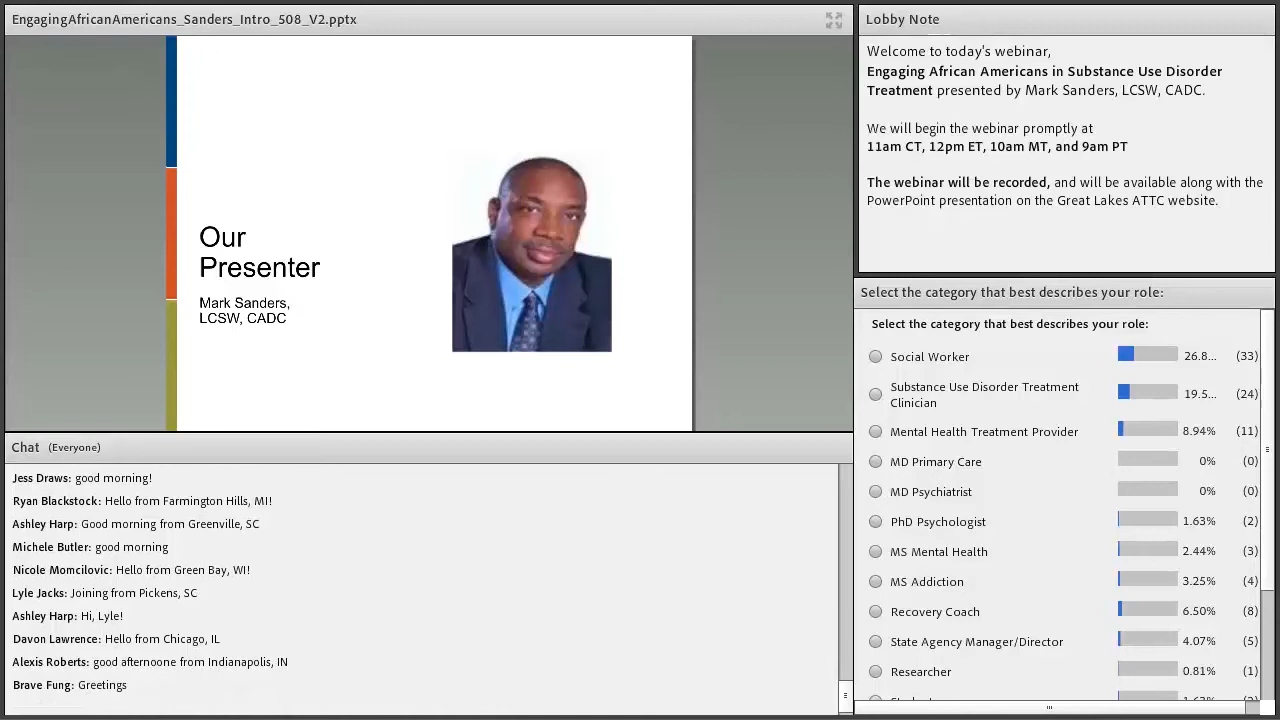 EngagingAfricanAmericans_Sanders_Intro_508_V2.pptx
Our
Presenter
Mark Sanders,
LCSW, CADC
Chat (Everyone)
Jess Draws: good morning!
Ryan Blackstock: Hello from Farmington Hills, MI!
Ashley Harp: Good morning from Greenville, SC
Michele Butler: good morning
Nicole Momcilovic: Hello from Green Bay, WI!
Lyle Jacks: Joining from Pickens, SC
Ashley Harp: Hi, Lyle!
Davon Lawrence: Hello from Chicago, IL
Alexis Roberts: good afternoone from Indianapolis, IN
Brave Fung: Greetings
Lobby Note
Welcome to today's webinar,
Engaging African Americans in Substance Use Disorder
Treatment presented by Mark Sanders, LCSW, CADC.
We will begin the webinar promptly at
11am CT, 12pm ET, 10am MT, and 9am PT
The webinar will be recorded, and will be available along with the
PowerPoint presentation on the Great Lakes ATTC website.
Select the category that best describes your role:
Select the category that best describes your role:
Social Worker 26.8... (33)
Substance Use Disorder Treatment
Clinician 19.5... (24)
Mental Health Treatment Provider 8.94% (11)
MD Primary Care 0% (0)
MD Psychiatrist 0% (0)
PhD Psychologist 1.63% (2)
MS Mental Health 2.44% (3)
MS Addiction 3.25% (4)
Recovery Coach 6.50% (8)
State Agency Manager/Director 4.07% (5)
Researcher 0.81% (1)